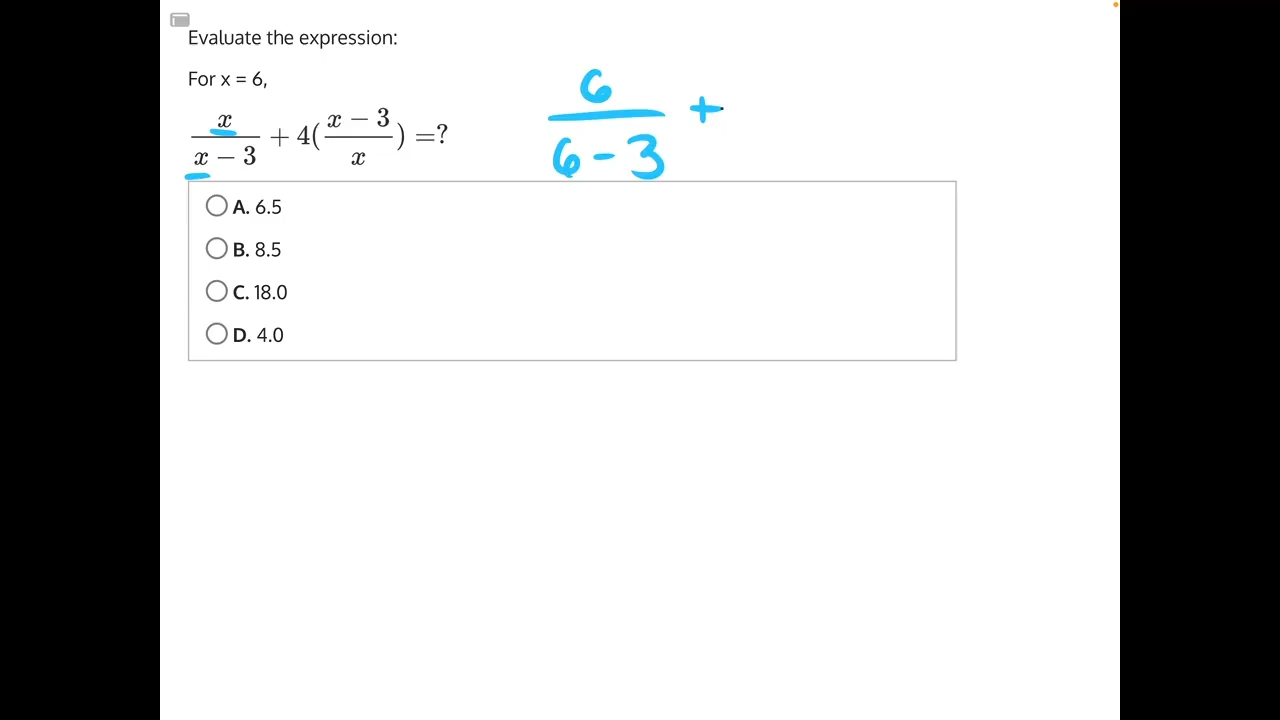 Evaluate the expression:
For x = 6,
x / (x − 3) + 4((x − 3) / x) =?
6 / (6 − 3) +
A. 6.5
B. 8.5
C. 18.0
D. 4.0